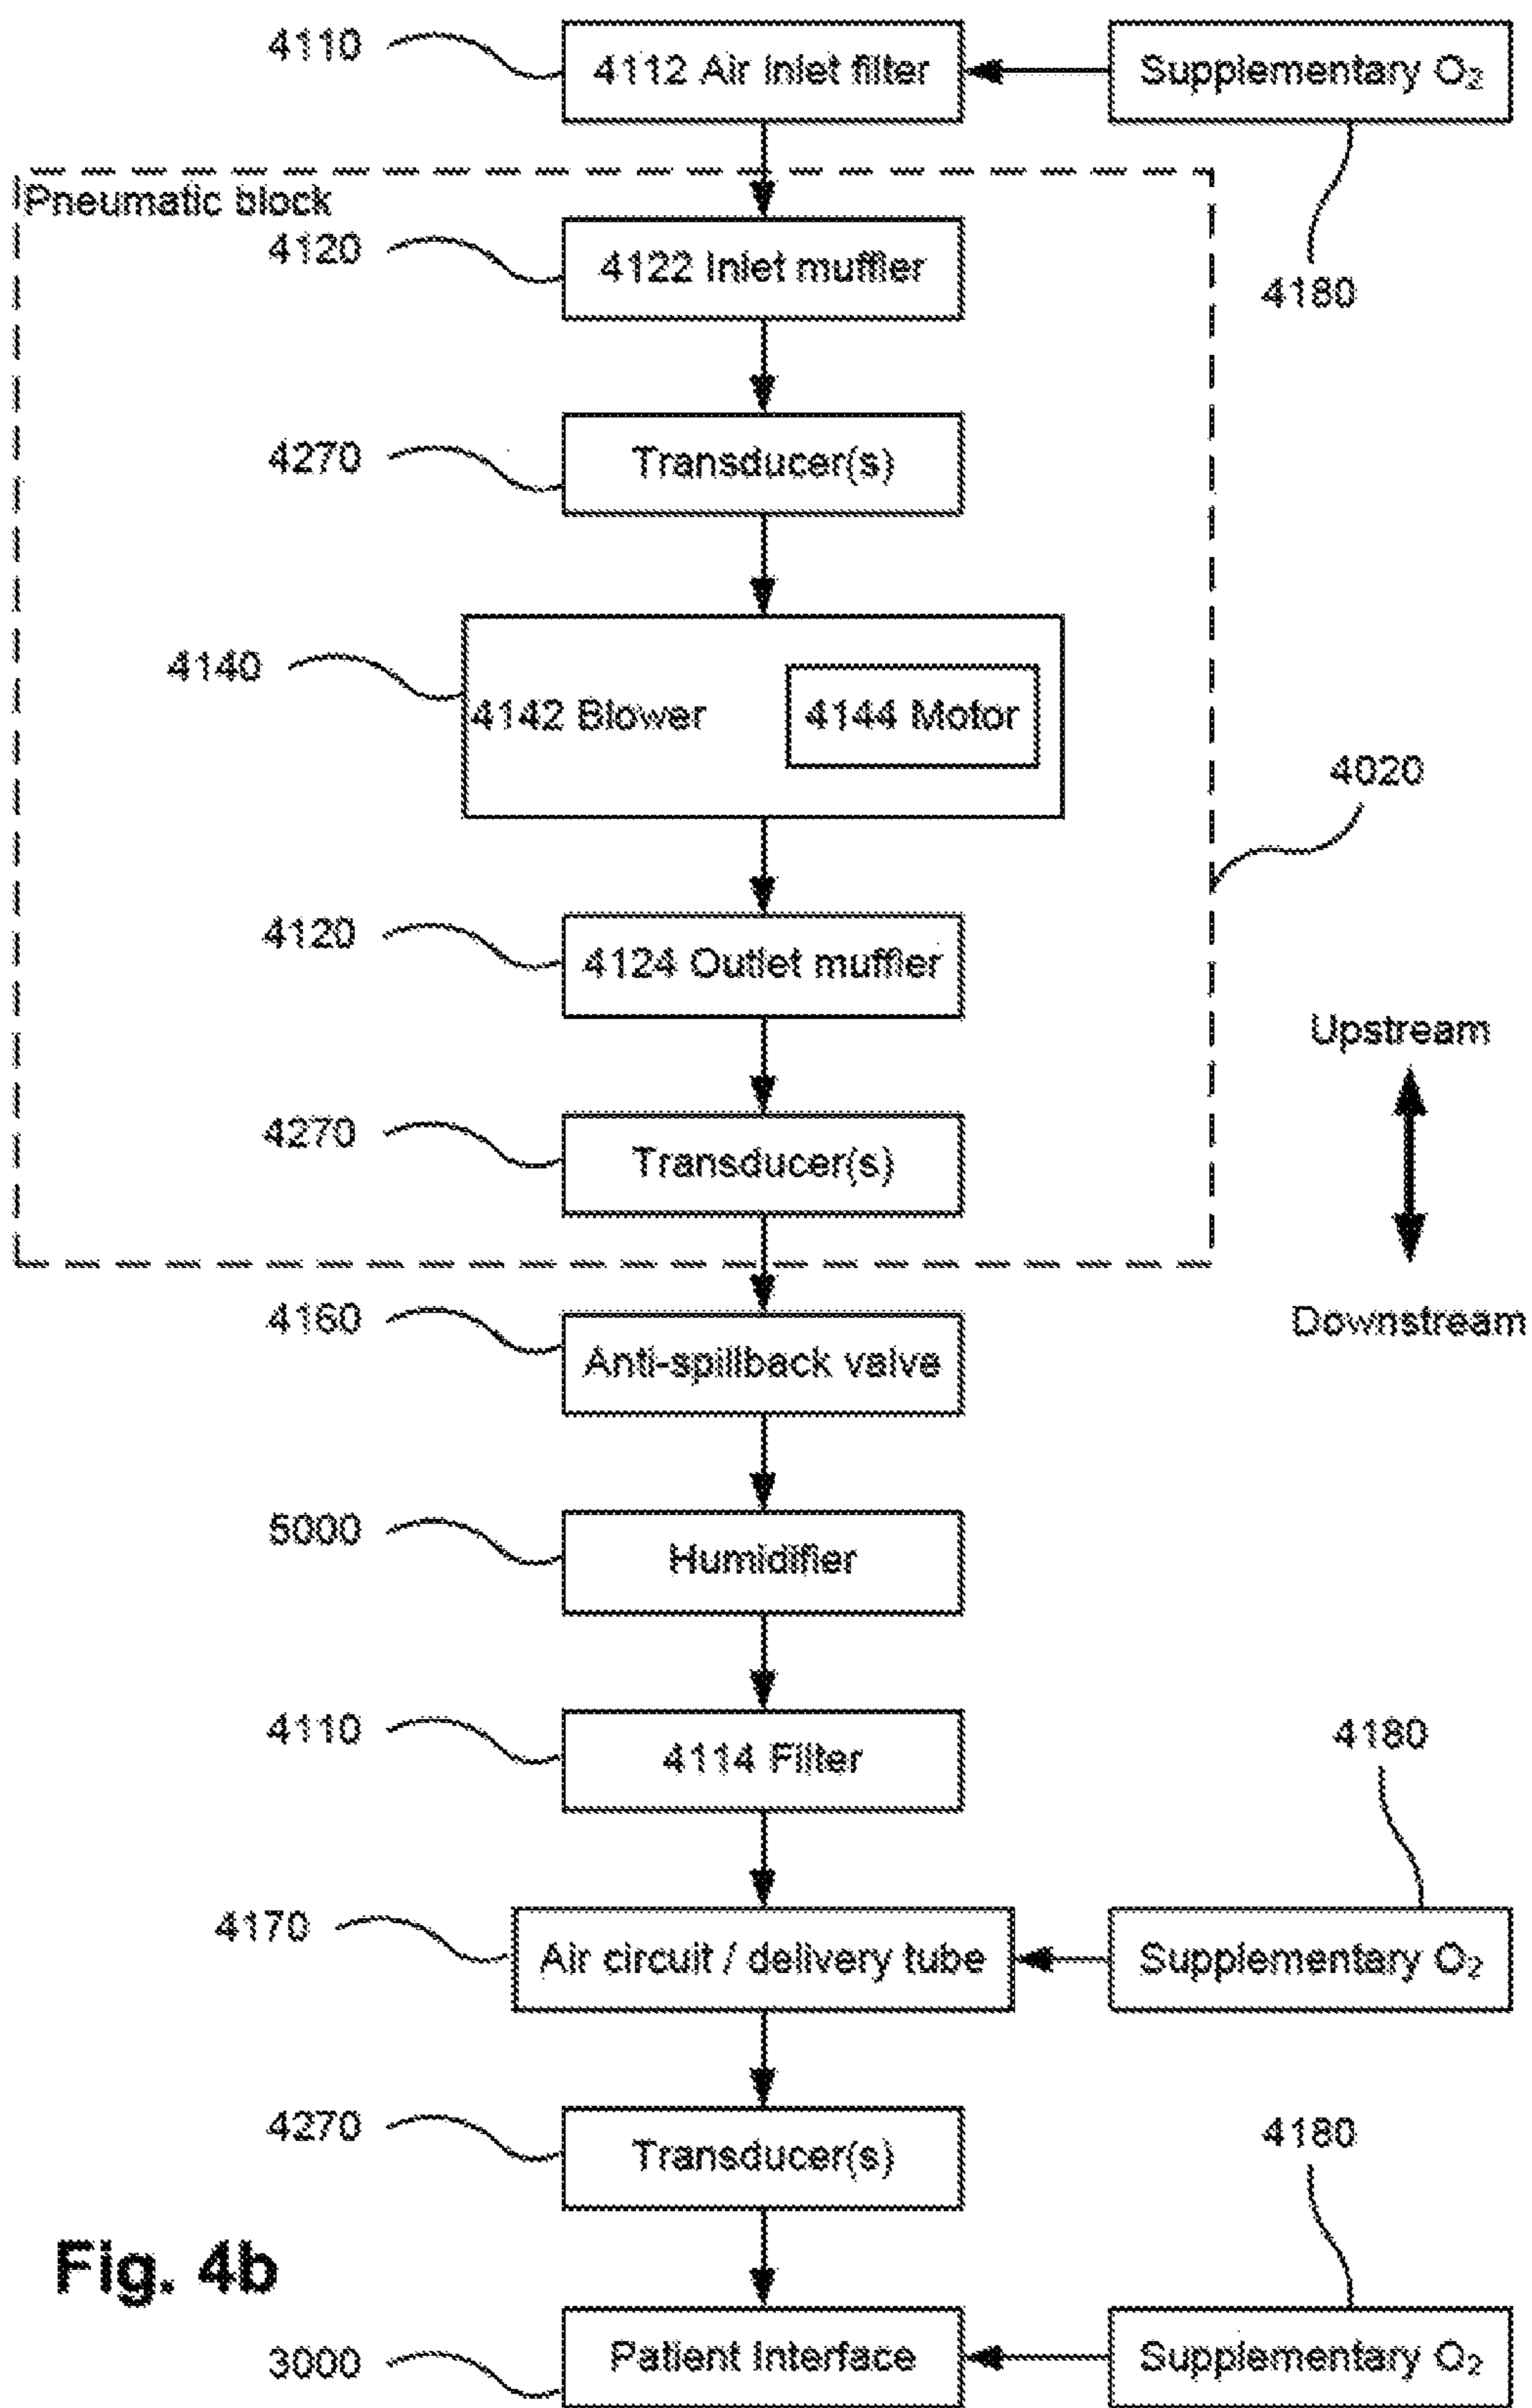 4110
4112 Air inlet filter
Supplementary O₂
Pneumatic block
4120
4122 Inlet muffler
4180
4270
Transducer(s)
4140
4142 Blower
4144 Motor
4020
4120
4124 Outlet muffler
Upstream
4270
Transducer(s)
4160
Anti-spillback valve
Downstream
5000
Humidifier
4110
4114 Filter
4180
4170
Air circuit / delivery tube
Supplementary O₂
4270
Transducer(s)
4180
Fig. 4b
3000
Patient Interface
Supplementary O₂